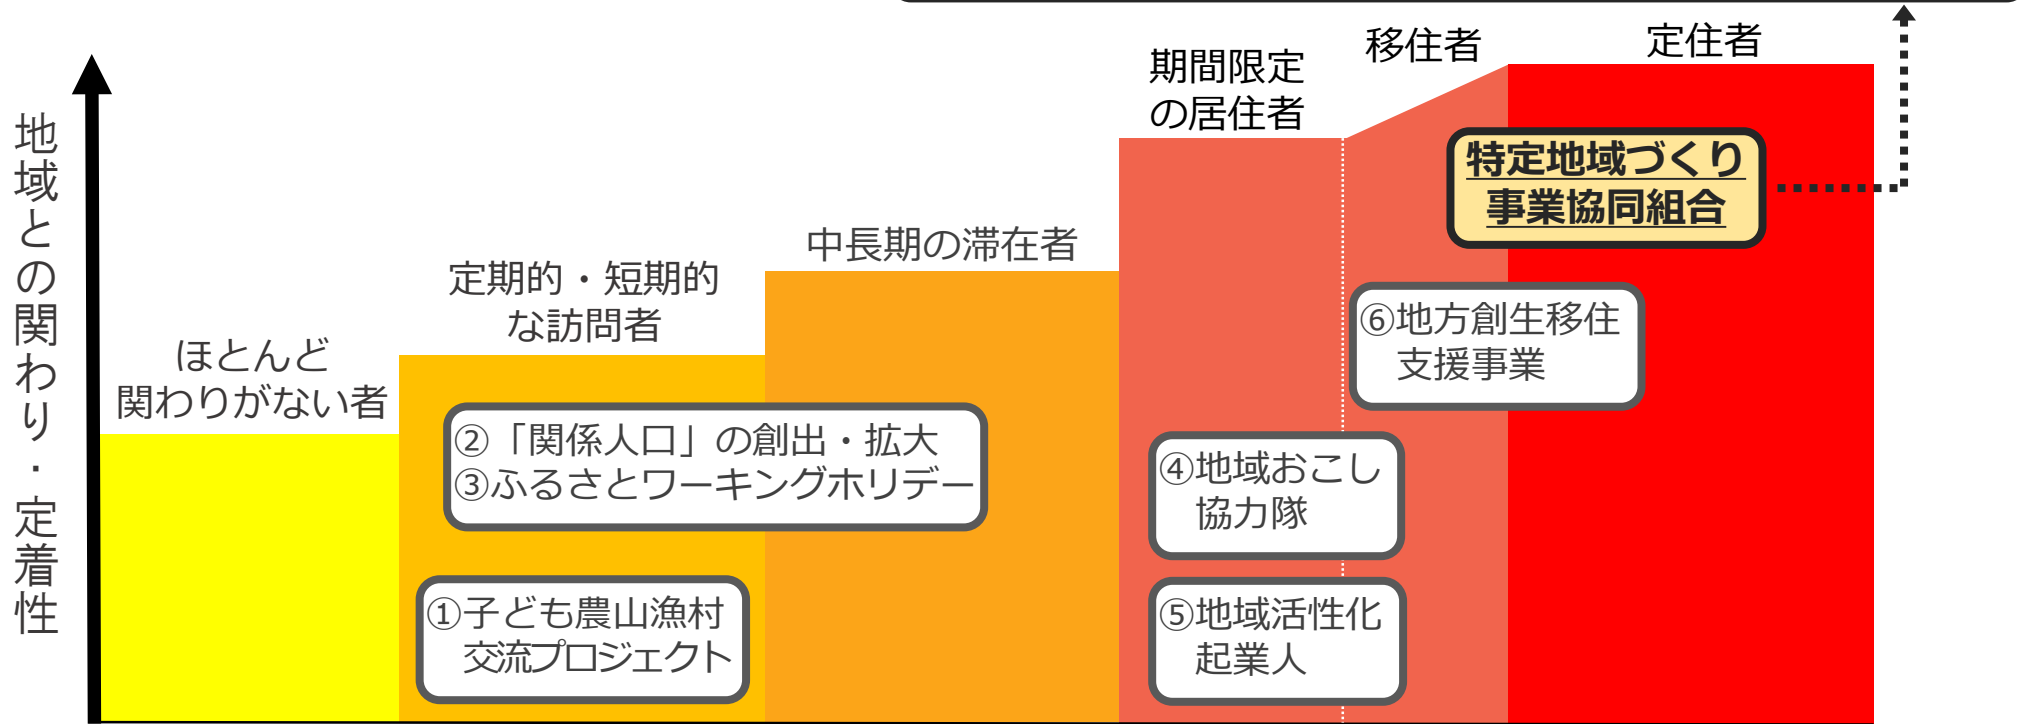 地域との関わり・定着性
ほとんど
関わりがない者
定期的・短期的
な訪問者
中長期の滞在者
期間限定
の居住者
移住者
定住者
特定地域づくり
事業協同組合
⑥地方創生移住
支援事業
②「関係人口」の創出・拡大
③ふるさとワーキングホリデー
④地域おこし
協力隊
①子ども農山漁村
交流プロジェクト
⑤地域活性化
起業人